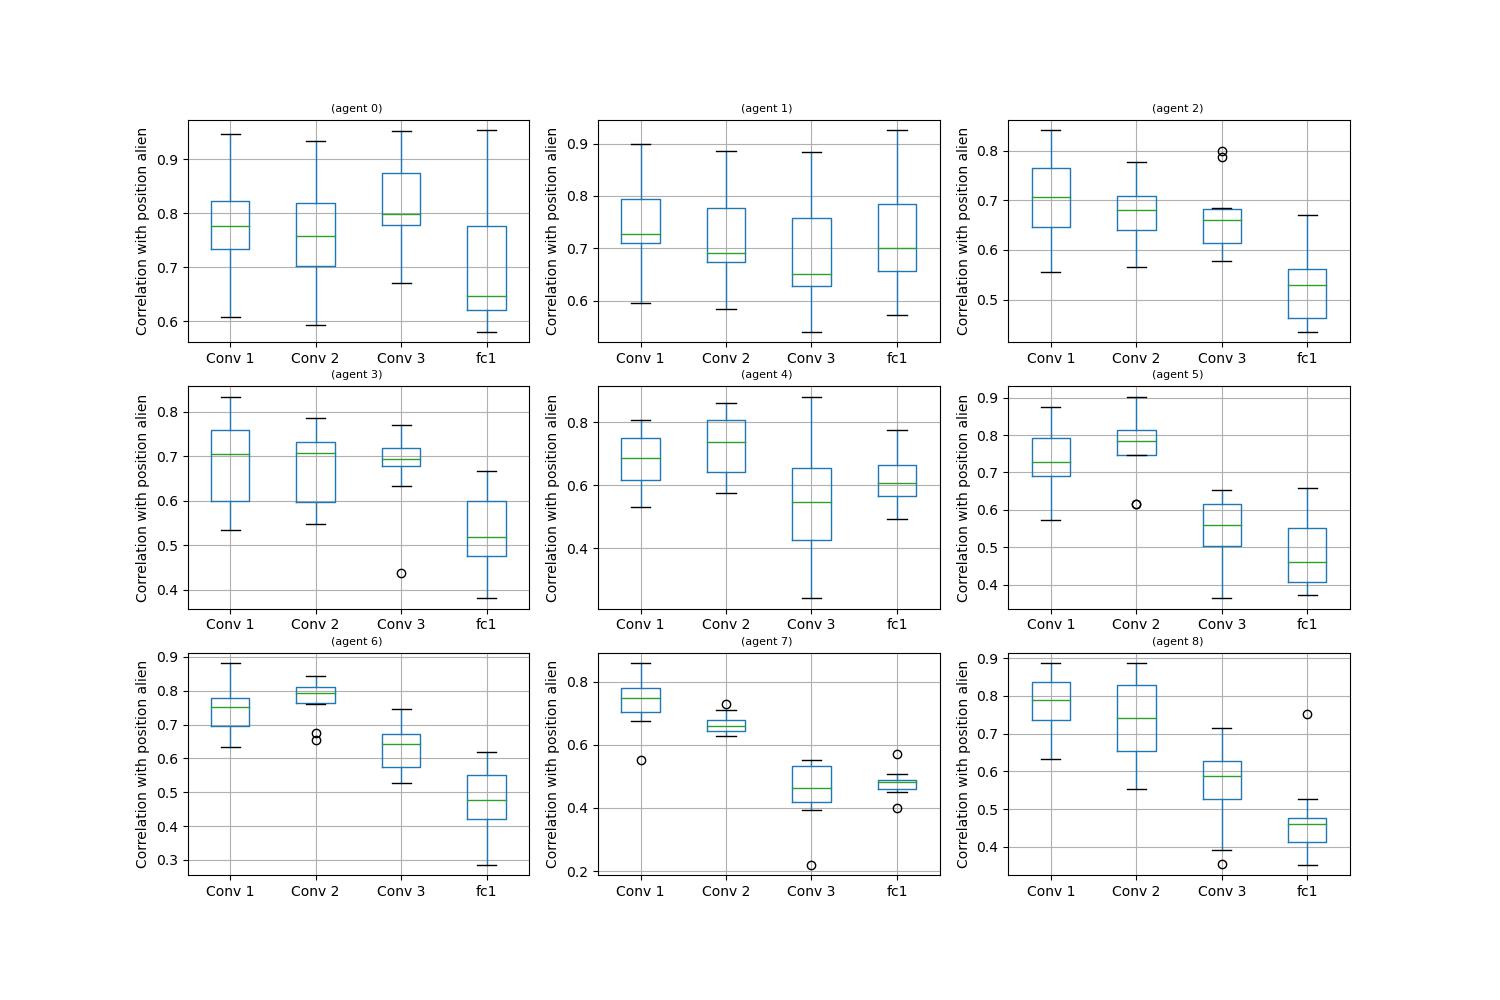 (agent 0)
Correlation with position alien
0.9
0.8
0.7
0.6
Conv 1 Conv 2 Conv 3 fc1
(agent 1)
Correlation with position alien
0.9
0.8
0.7
0.6
Conv 1 Conv 2 Conv 3 fc1
(agent 2)
Correlation with position alien
0.8
0.7
0.6
0.5
Conv 1 Conv 2 Conv 3 fc1
(agent 3)
Correlation with position alien
0.8
0.7
0.6
0.5
0.4
Conv 1 Conv 2 Conv 3 fc1
(agent 4)
Correlation with position alien
0.8
0.6
0.4
Conv 1 Conv 2 Conv 3 fc1
(agent 5)
Correlation with position alien
0.9
0.8
0.7
0.6
0.5
0.4
Conv 1 Conv 2 Conv 3 fc1
(agent 6)
Correlation with position alien
0.9
0.8
0.7
0.6
0.5
0.4
0.3
Conv 1 Conv 2 Conv 3 fc1
(agent 7)
Correlation with position alien
0.8
0.6
0.4
0.2
Conv 1 Conv 2 Conv 3 fc1
(agent 8)
Correlation with position alien
0.9
0.8
0.7
0.6
0.5
0.4
Conv 1 Conv 2 Conv 3 fc1